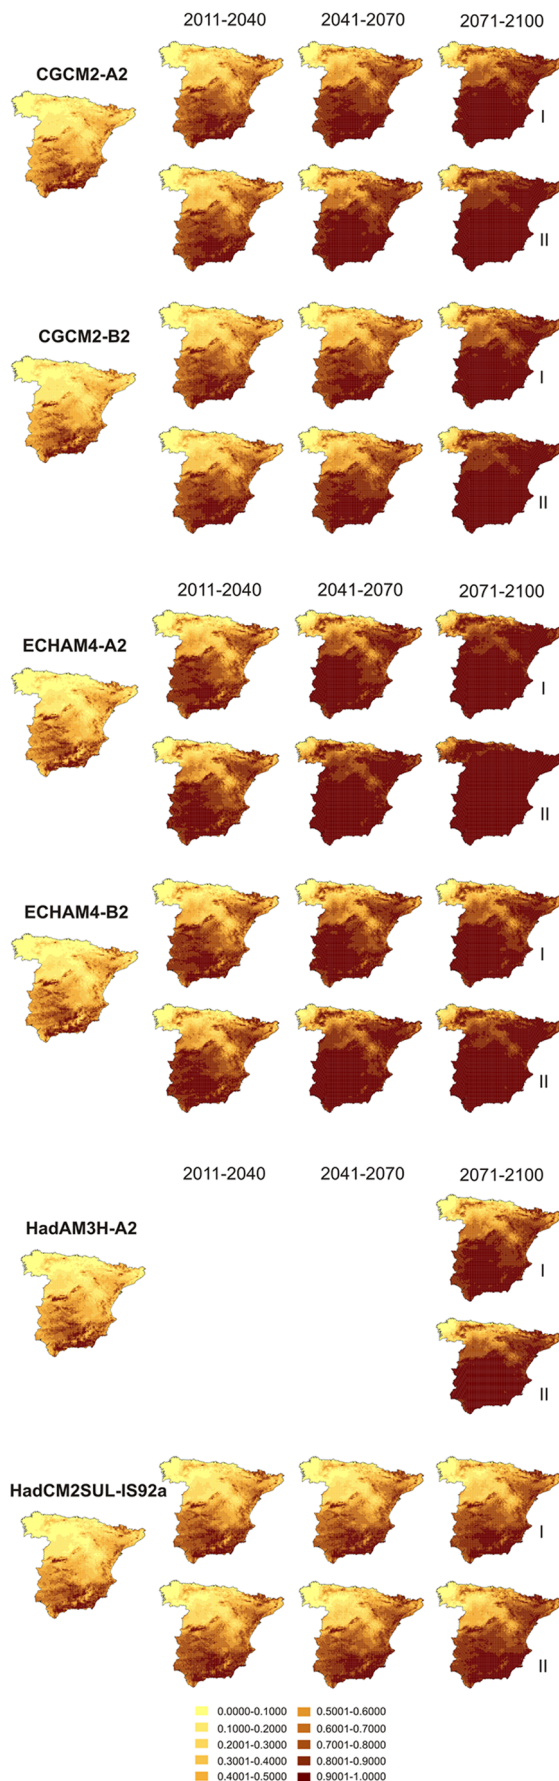 2011-2040 2041-2070 2071-2100
CGCM2-A2
I
II
CGCM2-B2
I
II
2011-2040 2041-2070 2071-2100
ECHAM4-A2
I
II
ECHAM4-B2
I
II
2011-2040 2041-2070 2071-2100
HadAM3H-A2
I
II
HadCM2SUL-IS92a
I
II
0.0000-0.1000 0.5001-0.6000
0.1000-0.2000 0.6001-0.7000
0.2001-0.3000 0.7001-0.8000
0.3001-0.4000 0.8001-0.9000
0.4001-0.5000 0.9001-1.0000